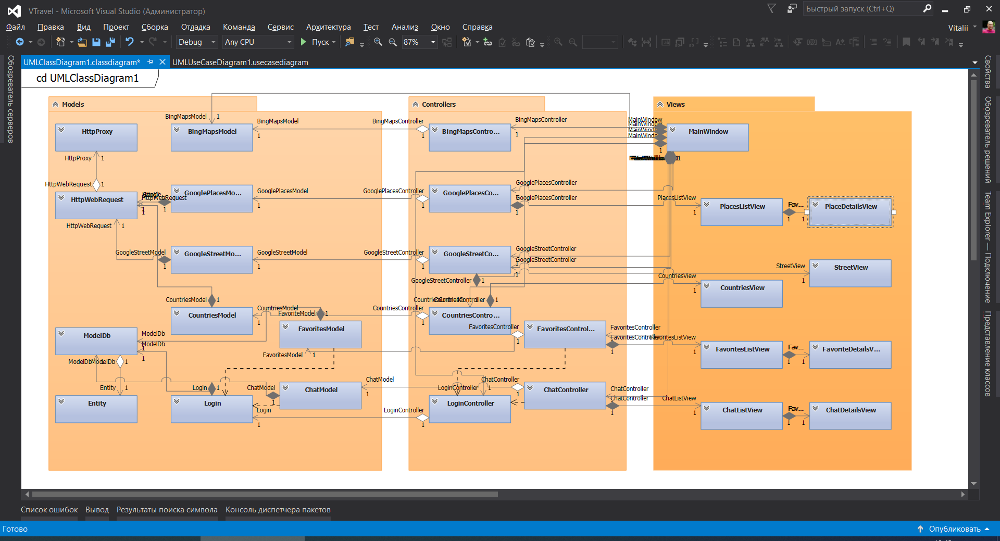 VTravel - Microsoft Visual Studio (Администратор)
Быстрый запуск (Ctrl+Q)
Файл Правка Вид Проект Сборка Отладка Команда Сервис Архитектура Тест Анализ Окно Справка
Vitalii
Debug Any CPU Пуск 87%
UMLClassDiagram1.classdiagram* UMLUseCaseDiagram1.usecasediagram
Обозреватель серверов
Свойства
Обозреватель решений
Team Explorer — Подключение
Представление классов
cd UMLClassDiagram1
Models
Controllers
Views
BingMapsModel 1
BingMapsModel
1
BingMapsController
1
BingMapsController
1
MainWindow
MainWindow
1
HttpProxy
BingMapsModel
BingMapsContro...
MainWindow
HttpProxy 1
HttpWebRequest 1
HttpWebRequest
HttpWebRequest
1
1
GooglePlacesMo...
GooglePlacesModel
1
GooglePlacesController
1
GooglePlacesCo...
GooglePlacesController
GooglePlacesController
1
PlacesListView
1
PlacesListView
1
1
PlaceDetailsView
HttpWebRequest 1
GoogleStreetModel
1
GoogleStreetMo...
GoogleStreetModel
1
GoogleStreetController
1
GoogleStreetCo...
GoogleStreetController
GoogleStreetController
1
StreetView
1
StreetView
GoogleStreetController 1
CountriesView
1
CountriesView
CountriesModel 1
CountriesModel
CountriesModel
1
FavoriteModel 1
CountriesController
1
1
CountriesContro...
FavoritesModel
FavoritesController
1
FavoritesControl...
FavoritesController
FavoritesController
1
FavoritesListView
1
FavoritesListView
1
1
FavoriteDetailsV...
ModelDb
ModelDb
ModelDb
1
ModelDb ModelDb 1
FavoritesModel 1
Entity 1
Entity
Login 1
Login
ChatModel
1
ChatModel
ChatModel
1
Login
1
LoginController
1
LoginController 1
LoginController
ChatController
ChatController
ChatController
ChatController
1
ChatListView
1
ChatListView
1
1
ChatDetailsView
Список ошибок Вывод Результаты поиска символа Консоль диспетчера пакетов
Готово
Опубликовать